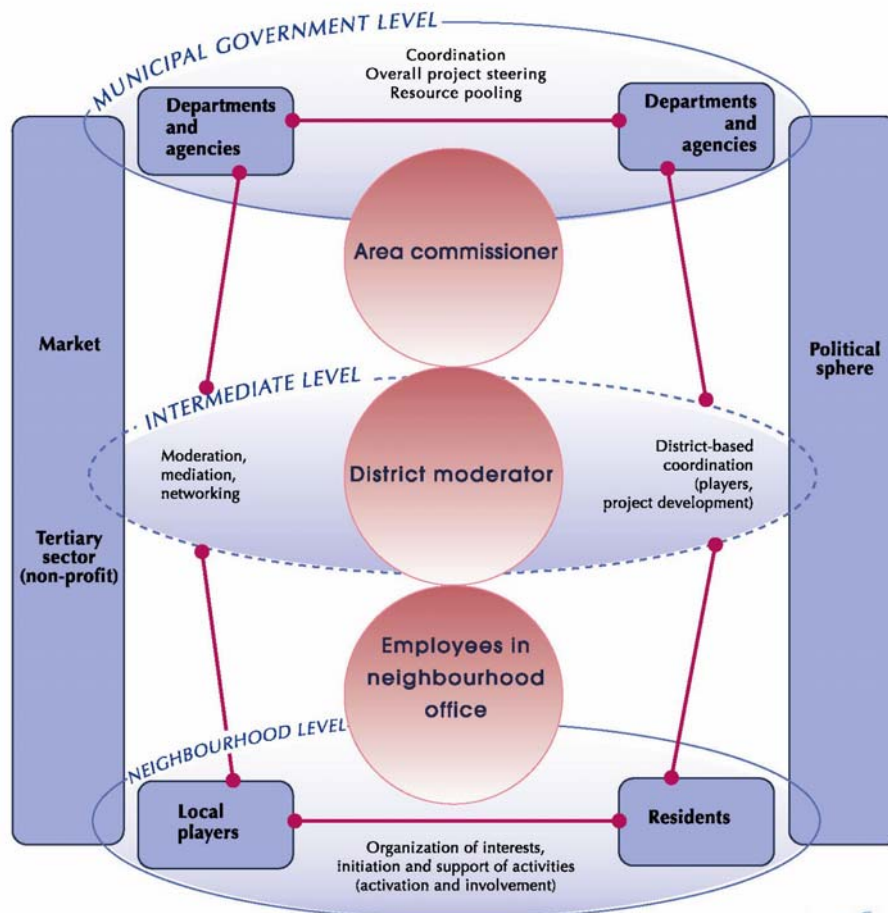 MUNICIPAL GOVERNMENT LEVEL
Coordination
Overall project steering
Resource pooling
Departments
and
agencies
Departments
and
agencies
Area commissioner
Market
Political
sphere
INTERMEDIATE LEVEL
Moderation,
mediation,
networking
District moderator
District-based
coordination
(players,
project development)
Tertiary
sector
(non-profit)
Employees in
neighbourhood
office
NEIGHBOURHOOD LEVEL
Local
players
Residents
Organization of interests,
initiation and support of activities
(activation and involvement)